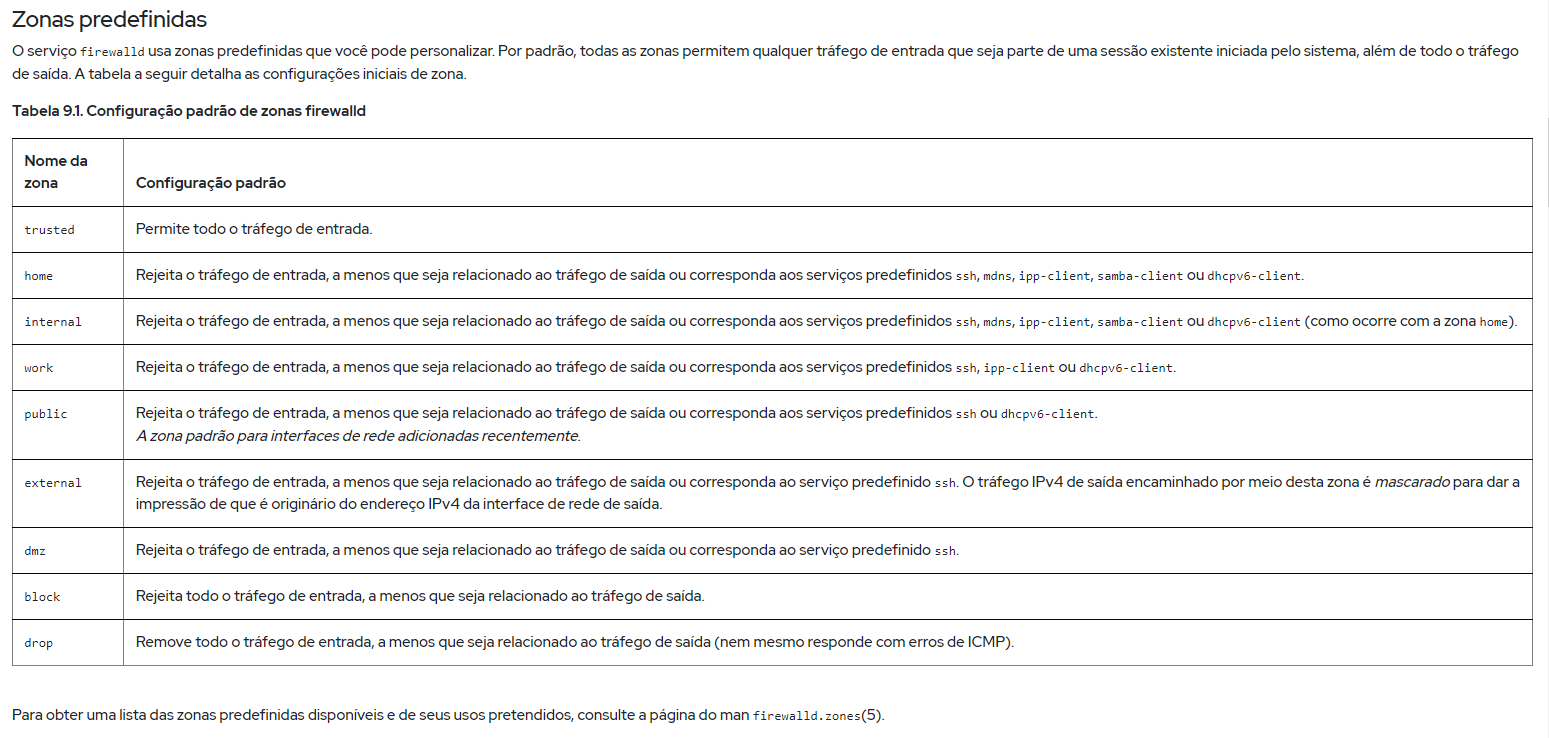 Zonas predefinidas
O serviço firewalld usa zonas predefinidas que você pode personalizar. Por padrão, todas as zonas permitem qualquer tráfego de entrada que seja parte de uma sessão existente iniciada pelo sistema, além de todo o tráfego
de saída. A tabela a seguir detalha as configurações iniciais de zona.
Tabela 9.1. Configuração padrão de zonas firewalld
Nome da
zona
Configuração padrão
trusted
Permite todo o tráfego de entrada.
home
Rejeita o tráfego de entrada, a menos que seja relacionado ao tráfego de saída ou corresponda aos serviços predefinidos ssh, mdns, ipp-client, samba-client ou dhcpv6-client.
internal
Rejeita o tráfego de entrada, a menos que seja relacionado ao tráfego de saída ou corresponda aos serviços predefinidos ssh, mdns, ipp-client, samba-client ou dhcpv6-client (como ocorre com a zona home).
work
Rejeita o tráfego de entrada, a menos que seja relacionado ao tráfego de saída ou corresponda aos serviços predefinidos ssh, ipp-client ou dhcpv6-client.
public
Rejeita o tráfego de entrada, a menos que seja relacionado ao tráfego de saída ou corresponda aos serviços predefinidos ssh ou dhcpv6-client.
A zona padrão para interfaces de rede adicionadas recentemente.
external
Rejeita o tráfego de entrada, a menos que seja relacionado ao tráfego de saída ou corresponda ao serviço predefinido ssh. O tráfego IPv4 de saída encaminhado por meio desta zona é mascarado para dar a
impressão de que é originário do endereço IPv4 da interface de rede de saída.
dmz
Rejeita o tráfego de entrada, a menos que seja relacionado ao tráfego de saída ou corresponda ao serviço predefinido ssh.
block
Rejeita todo o tráfego de entrada, a menos que seja relacionado ao tráfego de saída.
drop
Remove todo o tráfego de entrada, a menos que seja relacionado ao tráfego de saída (nem mesmo responde com erros de ICMP).
Para obter uma lista das zonas predefinidas disponíveis e de seus usos pretendidos, consulte a página do man firewalld.zones(5).